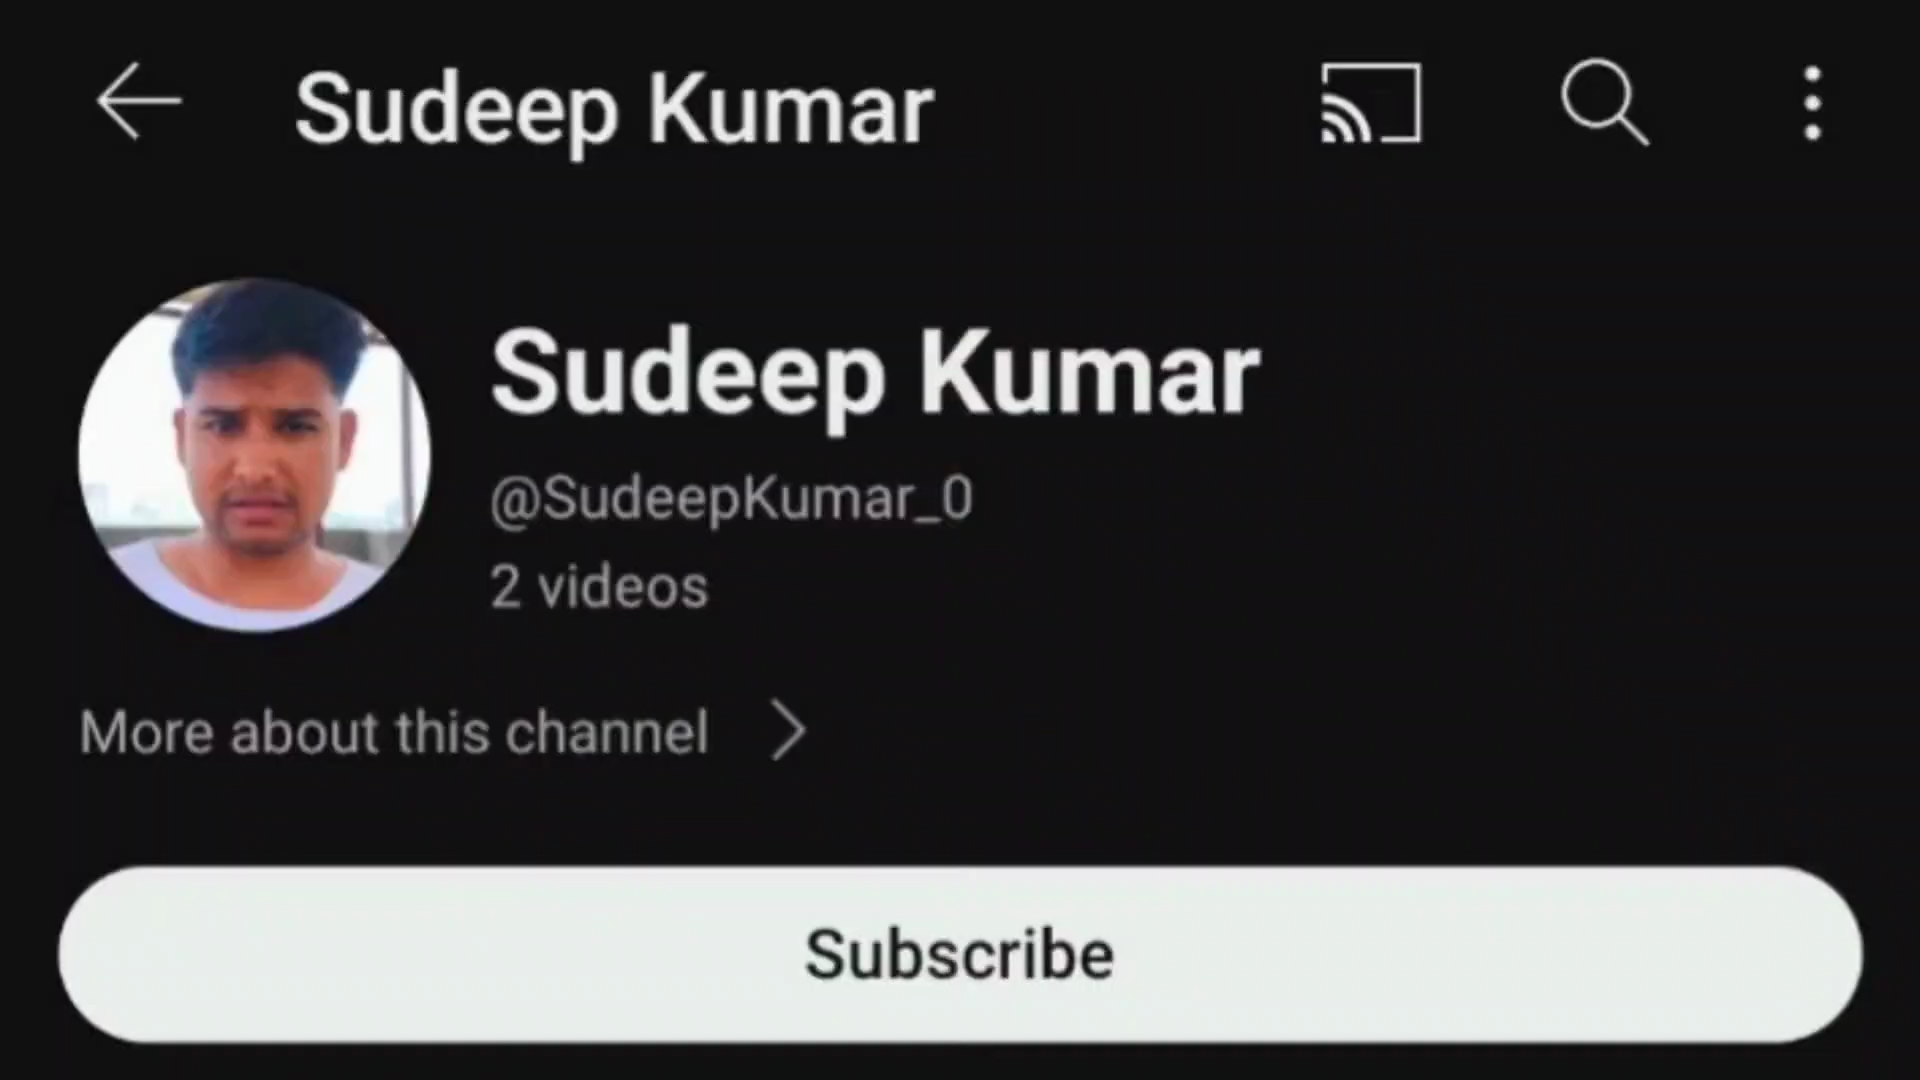 Sudeep Kumar
Sudeep Kumar
@SudeepKumar_0
2 videos
More about this channel
Subscribe